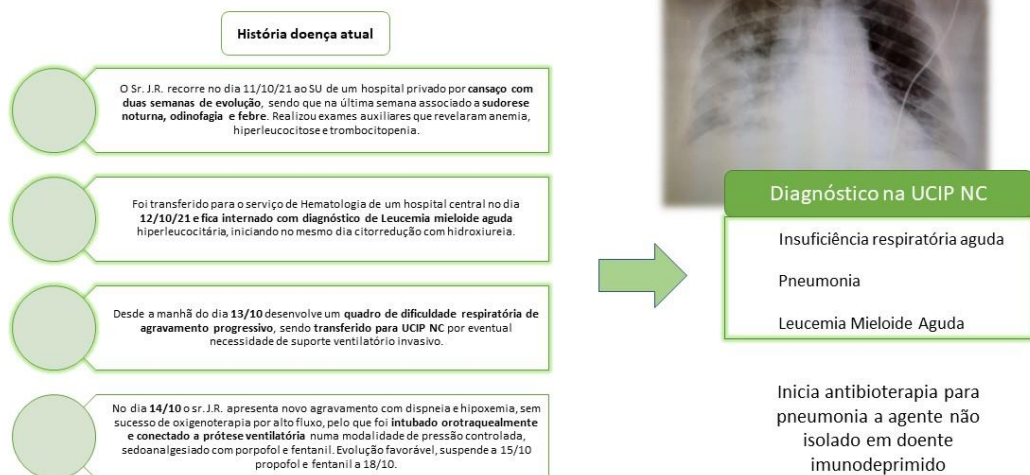 História doença atual
O Sr. J.R. recorre no dia 11/10/21 ao SU de um hospital privado por cansaço com
duas semanas de evolução, sendo que na última semana associado a sudorese
noturna, odinofagia e febre. Realizou exames auxiliares que revelaram anemia,
hiperleucocitose e trombocitopenia.
Foi transferido para o serviço de Hematologia de um hospital central no dia
12/10/21 e fica internado com diagnóstico de Leucemia mieloide aguda
hiperleucocitária, iniciando no mesmo dia citorredução com hidroxiureia.
Desde a manhã do dia 13/10 desenvolve um quadro de dificuldade respiratória de
agravamento progressivo, sendo transferido para UCIP NC por eventual
necessidade de suporte ventilatório invasivo.
No dia 14/10 o sr. J.R. apresenta novo agravamento com dispneia e hipoxemia, sem
sucesso de oxigenoterapia por alto fluxo, pelo que foi intubado orotraquealmente
e conectado a prótese ventilatória numa modalidade de pressão controlada,
sedoanalgesiado com porpofol e fentanil. Evolução favorável, suspende a 15/10
propofol e fentanil a 18/10.
Diagnóstico na UCIP NC
Insuficiência respiratória aguda
Pneumonia
Leucemia Mieloide Aguda
Inicia antibioterapia para
pneumonia a agente não
isolado em doente
imunodeprimido